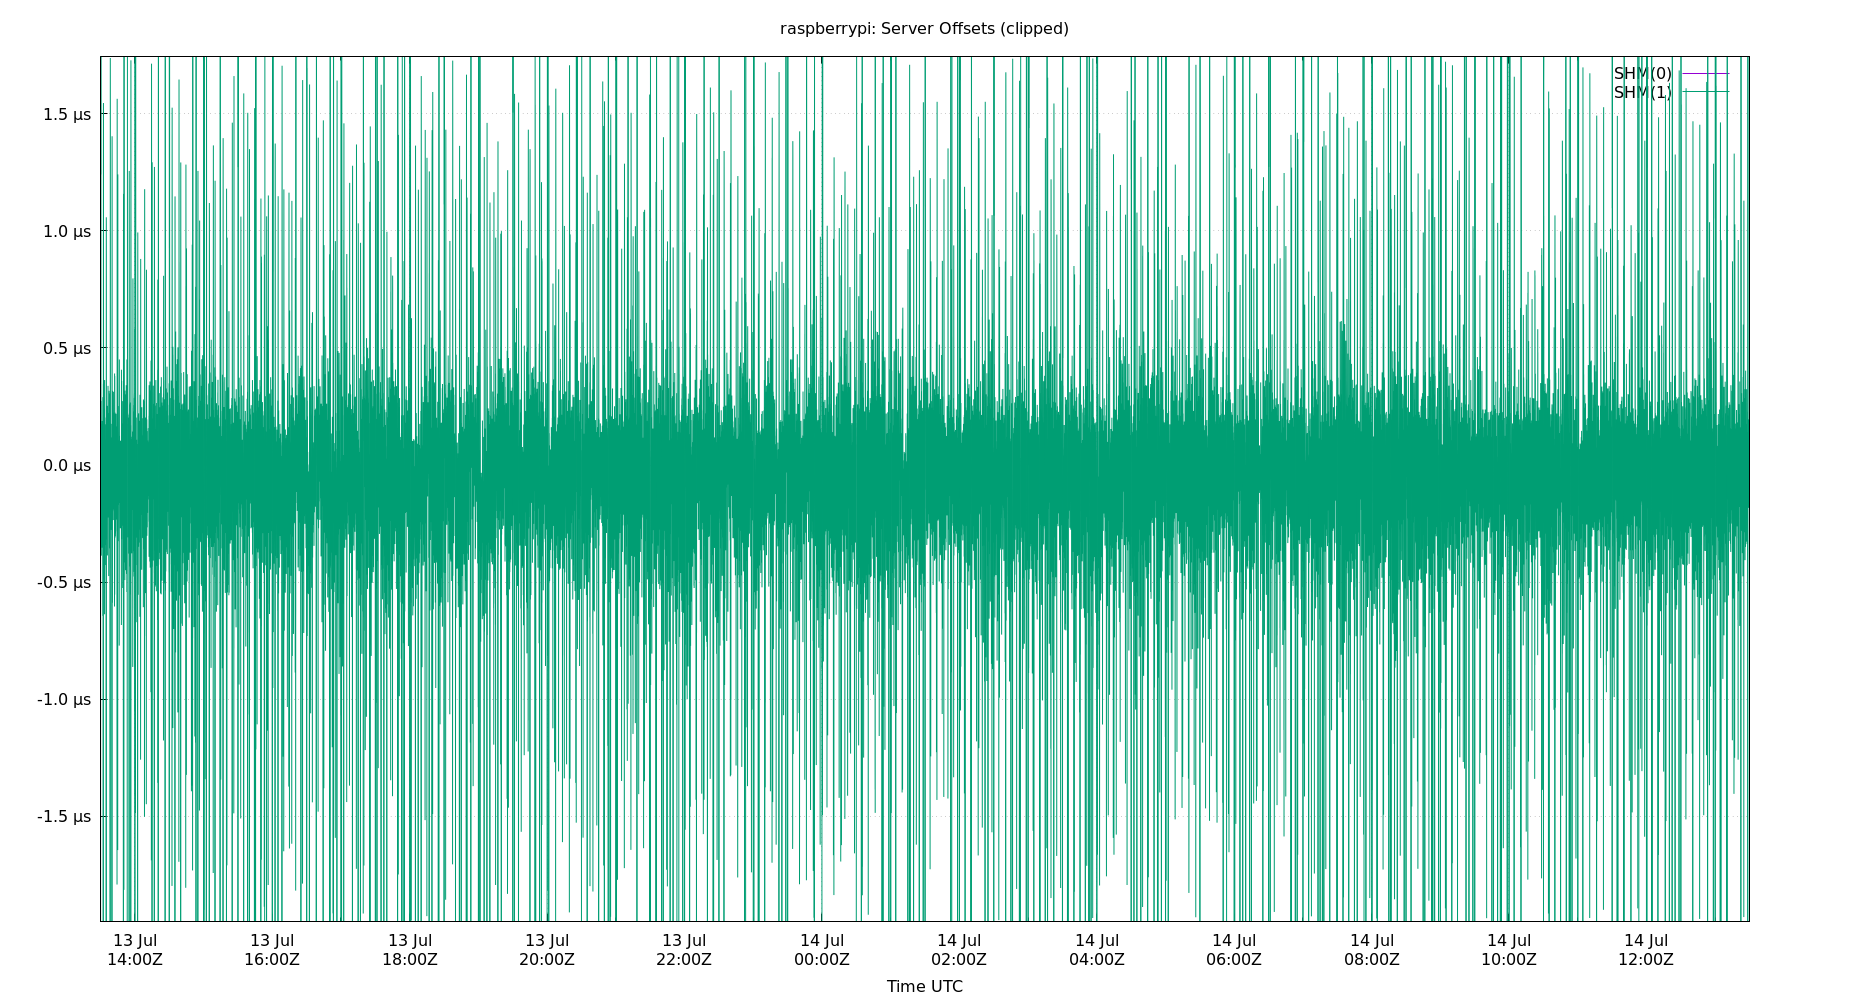 raspberrypi: Server Offsets (clipped)
SHM(0)
SHM(1)
1.5 µs
1.0 µs
0.5 µs
0.0 µs
-0.5 µs
-1.0 µs
-1.5 µs
13 Jul 13 Jul 13 Jul 13 Jul 13 Jul 14 Jul 14 Jul 14 Jul 14 Jul 14 Jul 14 Jul 14 Jul
14:00Z 16:00Z 18:00Z 20:00Z 22:00Z 00:00Z 02:00Z 04:00Z 06:00Z 08:00Z 10:00Z 12:00Z
Time UTC